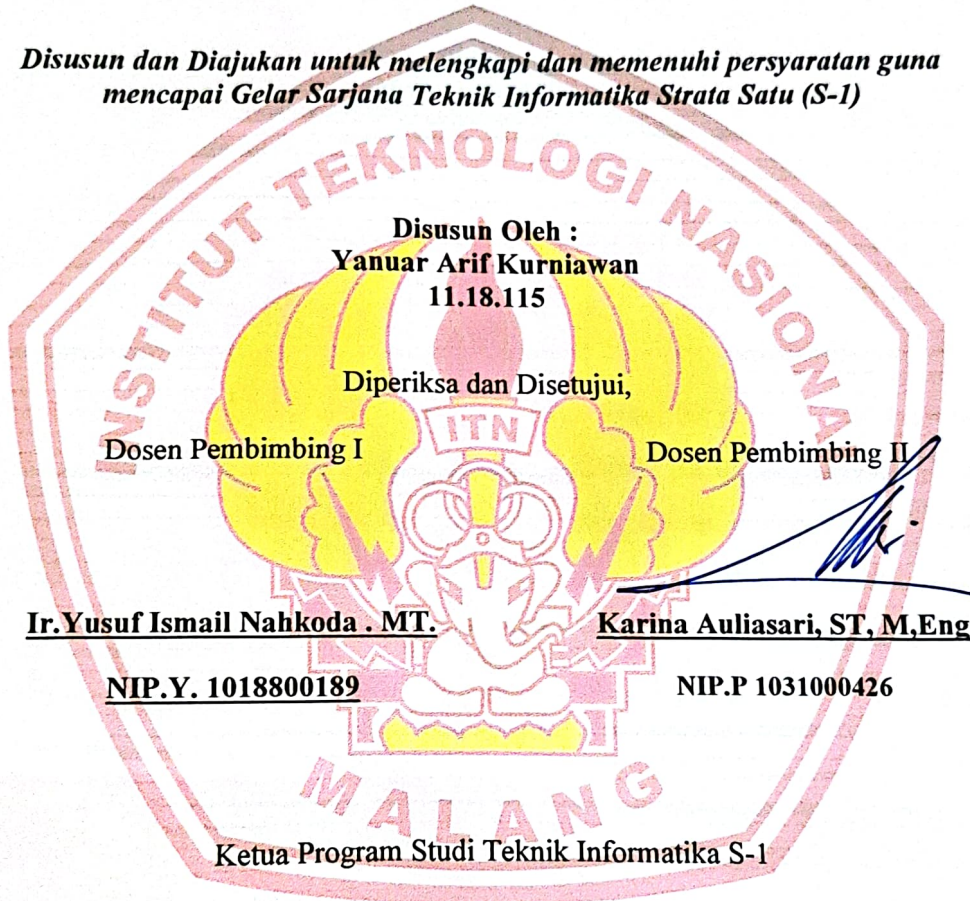 Disusun dan Diajukan untuk melengkapi dan memenuhi persyaratan guna
mencapai Gelar Sarjana Teknik Informatika Strata Satu (S-1)
INSTITUT TEKNOLOGI NASIONAL
Disusun Oleh :
Yanuar Arif Kurniawan
11.18.115
Diperiksa dan Disetujui,
ITN
Dosen Pembimbing I Dosen Pembimbing II
Ir.Yusuf Ismail Nahkoda . MT. Karina Auliasari, ST, M,Eng
NIP.Y. 1018800189 NIP.P 1031000426
MALANG
Ketua Program Studi Teknik Informatika S-1